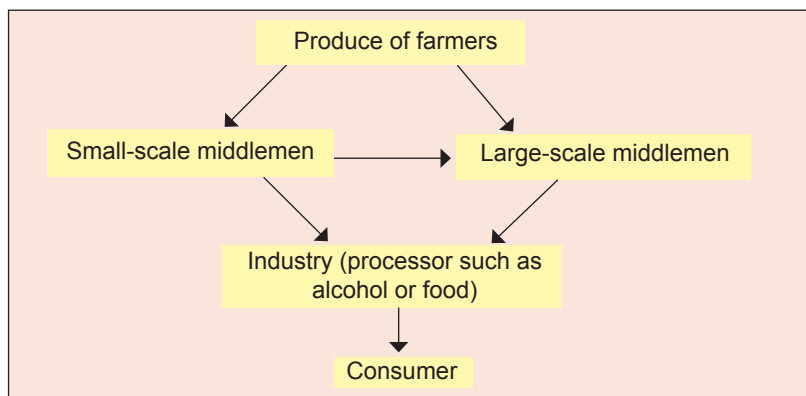 Produce of farmers
Small-scale middlemen
Large-scale middlemen
Industry (processor such as
alcohol or food)
Consumer